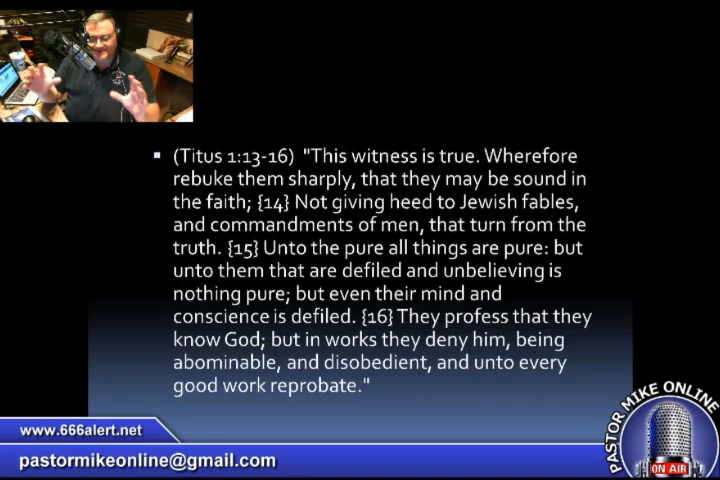 (Titus 1:13-16) "This witness is true. Wherefore
rebuke them sharply, that they may be sound in
the faith; {14} Not giving heed to Jewish fables,
and commandments of men, that turn from the
truth. {15} Unto the pure all things are pure: but
unto them that are defiled and unbelieving is
nothing pure; but even their mind and
conscience is defiled. {16} They profess that they
know God; but in works they deny him, being
abominable, and disobedient, and unto every
good work reprobate."
www.666alert.net
pastormikeonline@gmail.com
PASTOR MIKE ONLINE
ON AIR